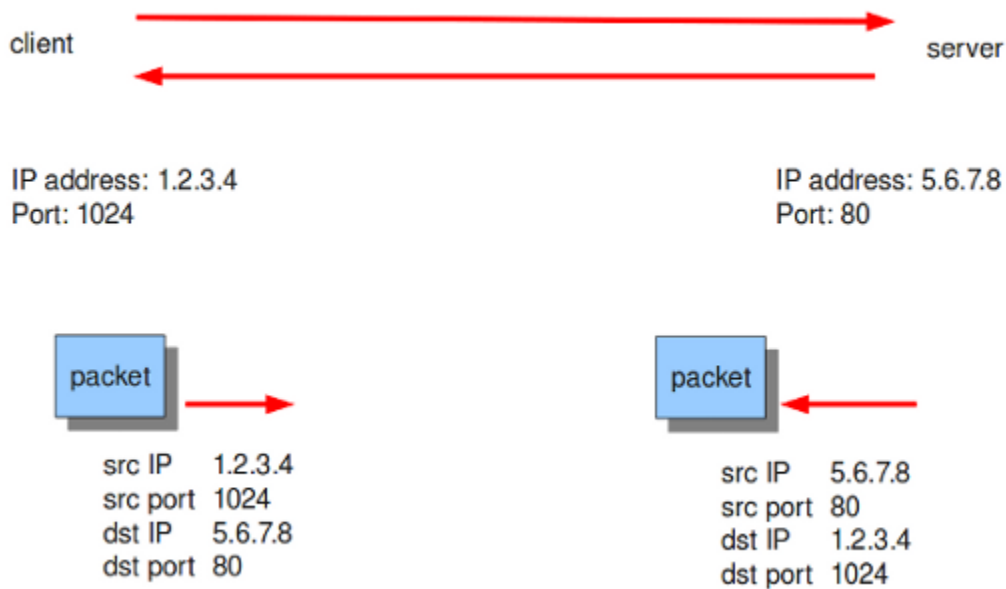 client
server
IP address: 1.2.3.4
Port: 1024
IP address: 5.6.7.8
Port: 80
packet
src IP 1.2.3.4
src port 1024
dst IP 5.6.7.8
dst port 80
packet
src IP 5.6.7.8
src port 80
dst IP 1.2.3.4
dst port 1024